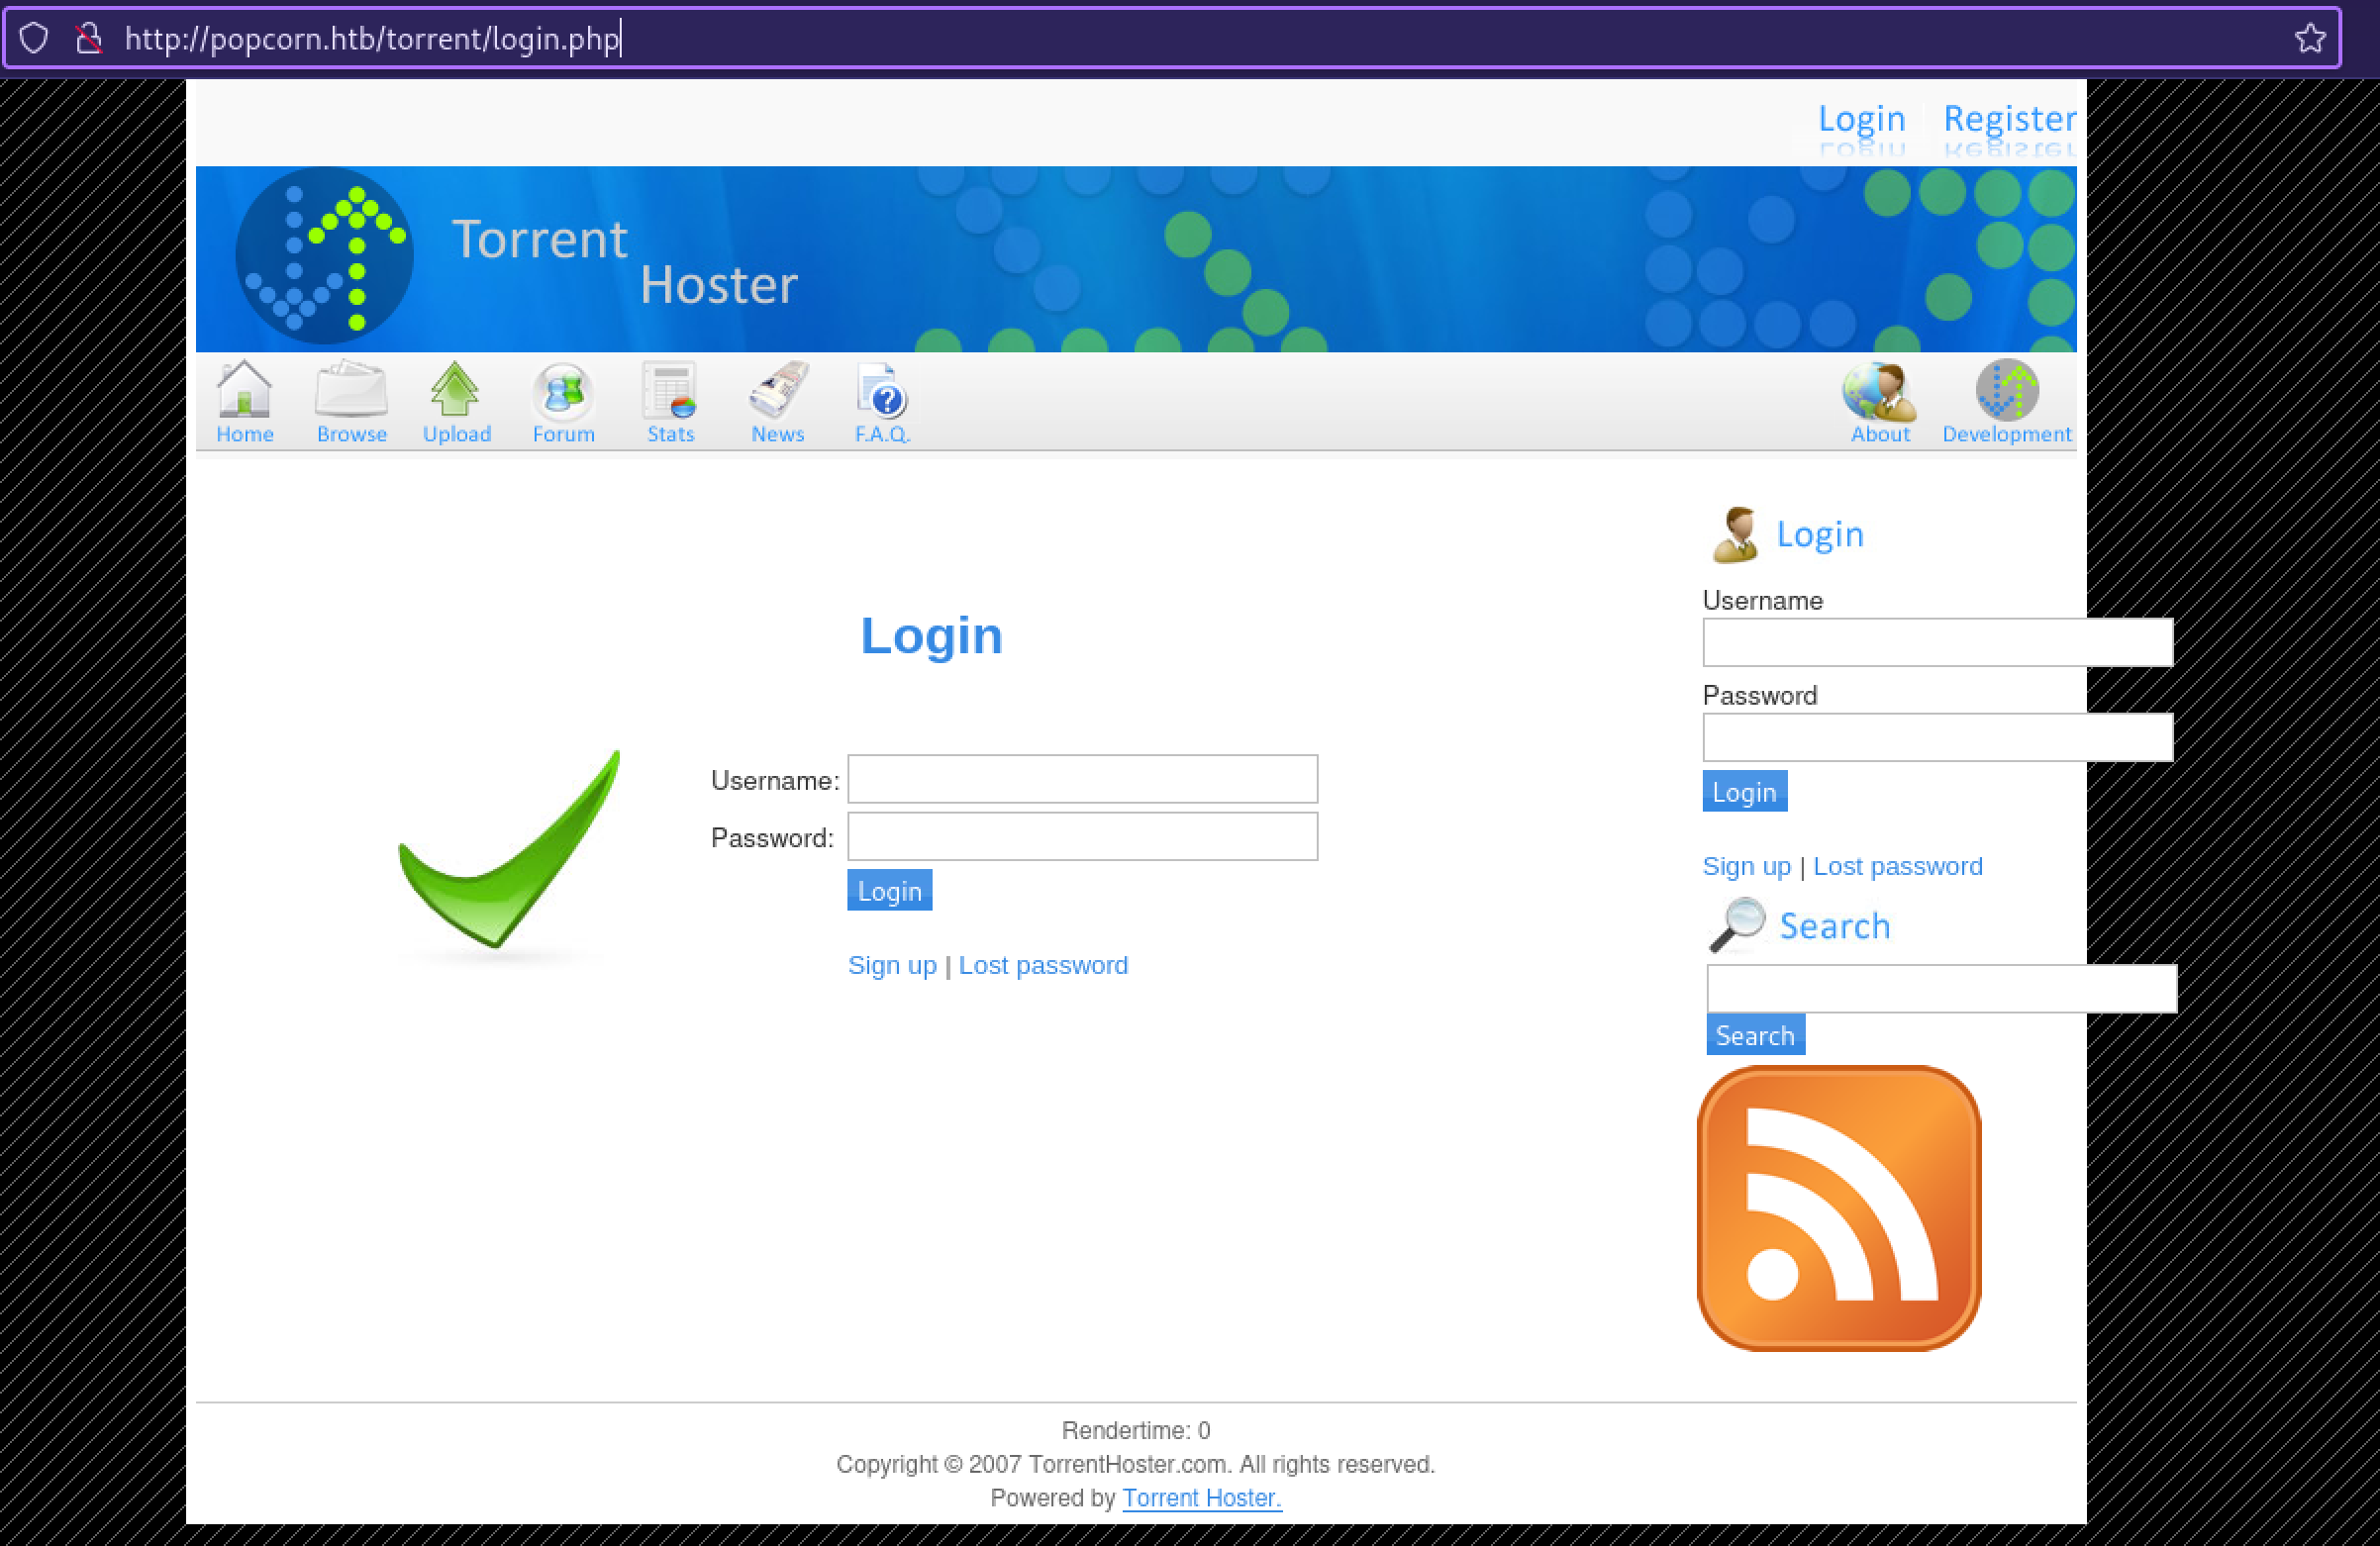 http://popcorn.htb/torrent/login.php
Login Register
Torrent
Hoster
Home Browse Upload Forum Stats News F.A.Q. About Development
Login
Username
Password
Login
Sign up | Lost password
Search
Search
Login
Username:
Password:
Login
Sign up | Lost password
Rendertime: 0
Copyright © 2007 TorrentHoster.com. All rights reserved.
Powered by Torrent Hoster.